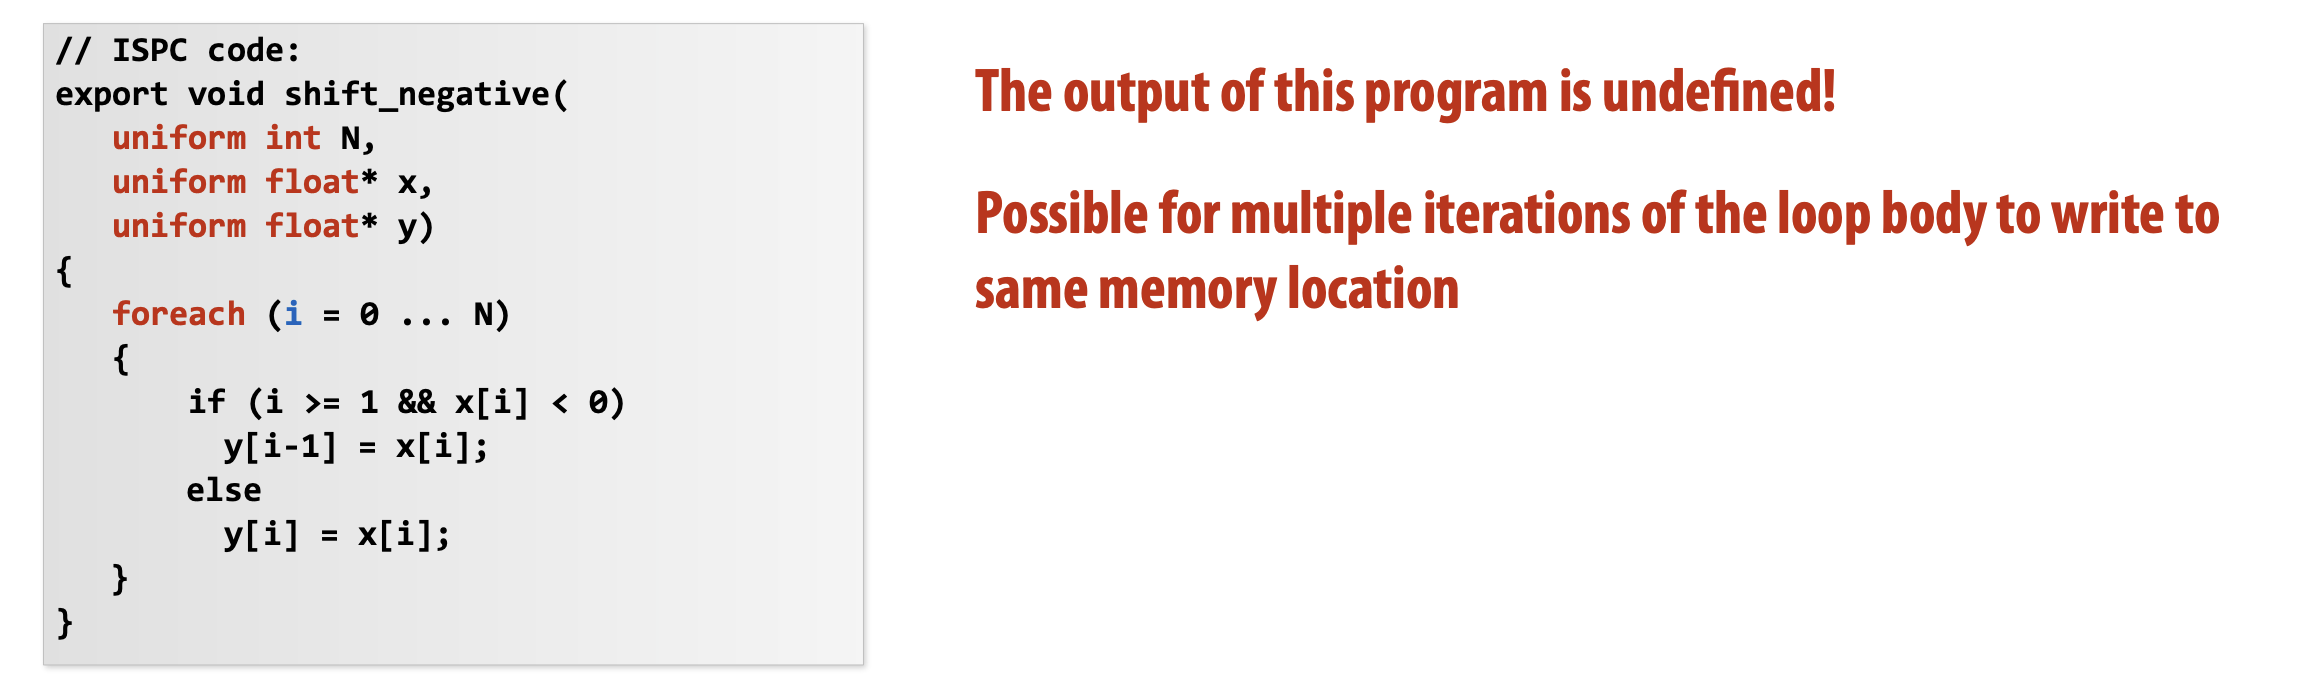 // ISPC code:
export void shift_negative(
uniform int N,
uniform float* x,
uniform float* y)
{
foreach (i = 0 ... N)
{
if (i >= 1 && x[i] < 0)
y[i-1] = x[i];
else
y[i] = x[i];
}
}
The output of this program is undefined!
Possible for multiple iterations of the loop body to write to
same memory location